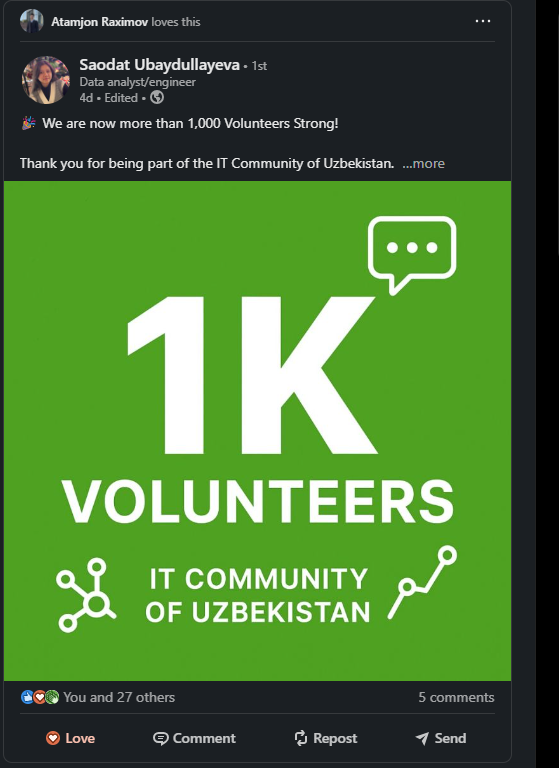 Atamjon Raximov loves this
Saodat Ubaydullayeva • 1st
Data analyst/engineer
4d • Edited •
🎉 We are now more than 1,000 Volunteers Strong!
Thank you for being part of the IT Community of Uzbekistan. ...more
1K
VOLUNTEERS
IT COMMUNITY
OF UZBEKISTAN
You and 27 others 5 comments
Love Comment Repost Send